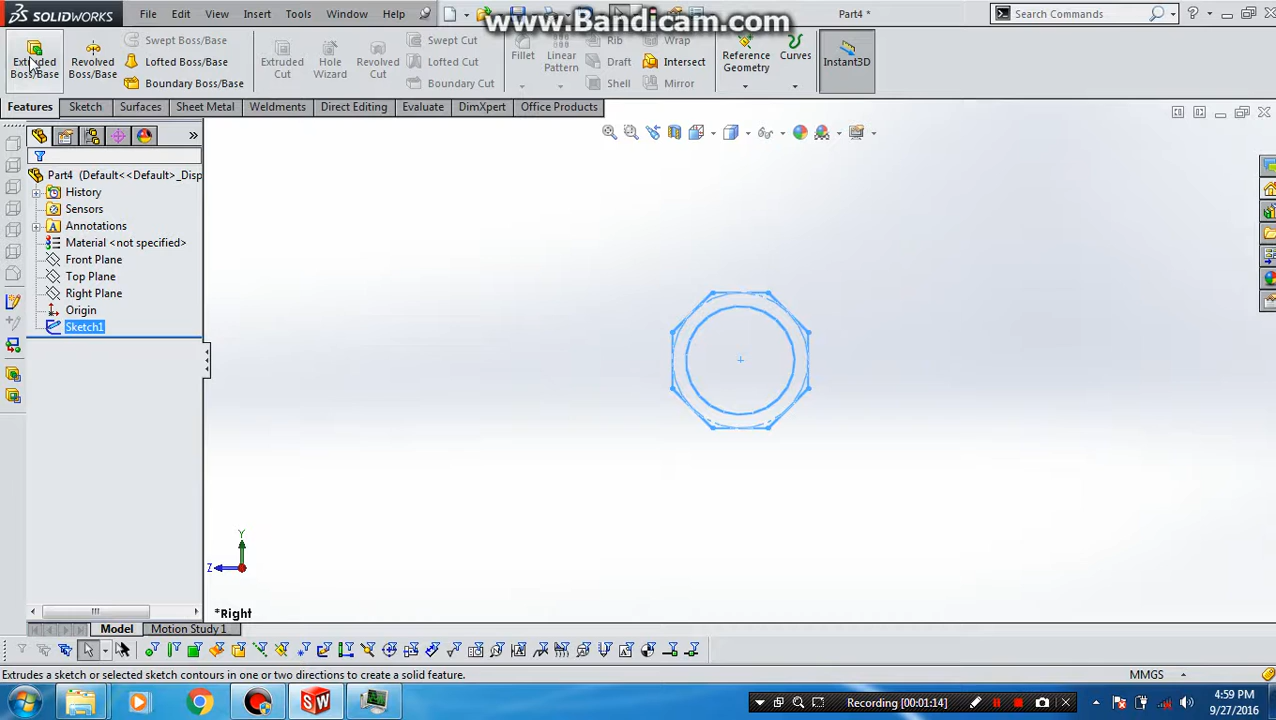 SOLIDWORKS File Edit View Insert Tools Window Help Part4 * Search Commands
www.Bandicam.com
Extruded Boss/Base Revolved Boss/Base Swept Boss/Base Lofted Boss/Base Boundary Boss/Base Extruded Cut Hole Wizard Revolved Cut Swept Cut Lofted Cut Boundary Cut Fillet Linear Pattern Rib Draft Shell Wrap Intersect Mirror Reference Geometry Curves Instant3D
Features Sketch Surfaces Sheet Metal Weldments Direct Editing Evaluate DimXpert Office Products
Part4 (Default<<Default>_Disp
History
Sensors
Annotations
Material <not specified>
Front Plane
Top Plane
Right Plane
Origin
Sketch1
Y
Z
*Right
Model Motion Study 1
Extrudes a sketch or selected sketch contours in one or two directions to create a solid feature. MMGS
Recording [00:01:14]
4:59 PM
9/27/2016